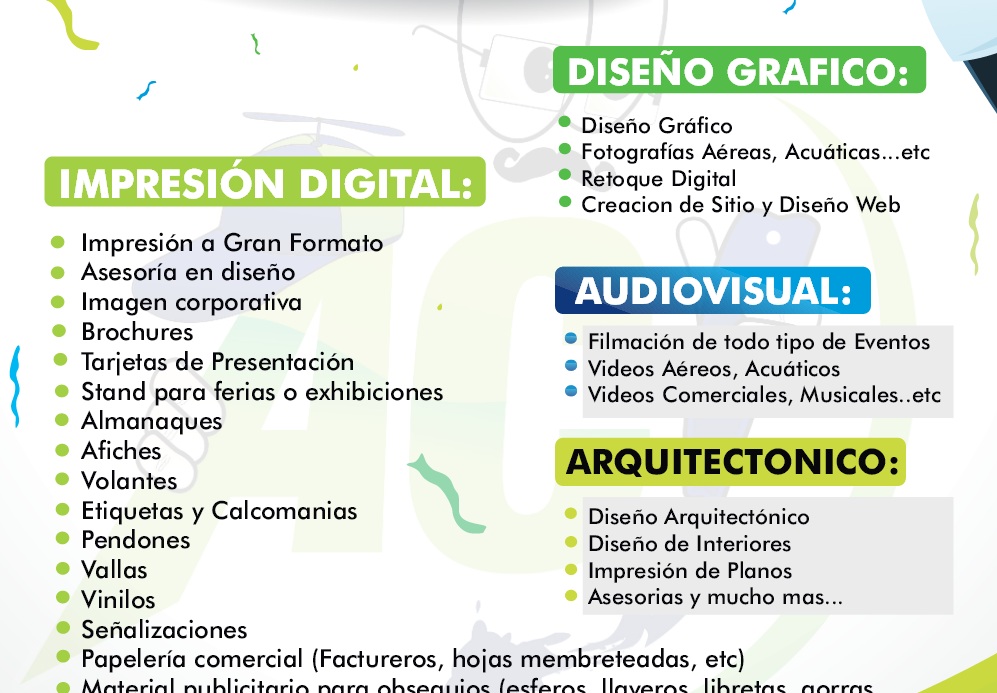 IMPRESIÓN DIGITAL:
Impresión a Gran Formato
Asesoría en diseño
Imagen corporativa
Brochures
Tarjetas de Presentación
Stand para ferias o exhibiciones
Almanaques
Afiches
Volantes
Etiquetas y Calcomanias
Pendones
Vallas
Vinilos
Señalizaciones
Papelería comercial (Factureros, hojas membreteadas, etc)
Material publicitario para obsequios (esferos, llaveros, libretas, gorras,
DISEÑO GRAFICO:
Diseño Gráfico
Fotografías Aéreas, Acuáticas...etc
Retoque Digital
Creacion de Sitio y Diseño Web
AUDIOVISUAL:
Filmación de todo tipo de Eventos
Videos Aéreos, Acuáticos
Videos Comerciales, Musicales..etc
ARQUITECTONICO:
Diseño Arquitectónico
Diseño de Interiores
Impresión de Planos
Asesorias y mucho mas...
AG